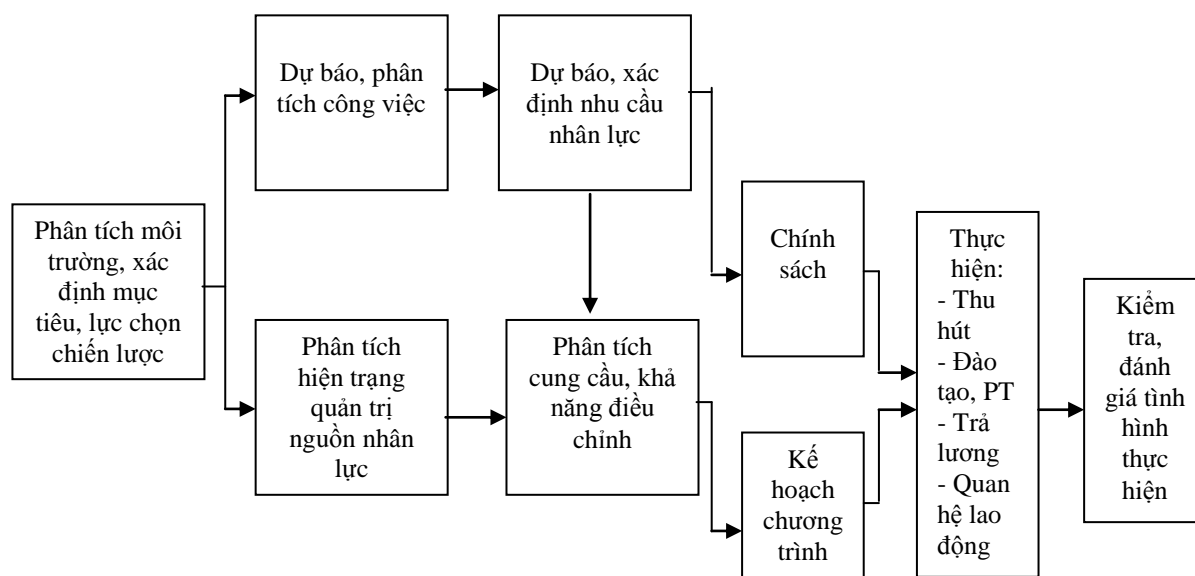 Phân tích môi
trường, xác
định mục
tiêu, lực chọn
chiến lược
Dự báo, phân
tích công việc
Dự báo, xác
định nhu cầu
nhân lực
Phân tích
hiện trạng
quản trị
nguồn nhân
lực
Phân tích
cung cầu, khả
năng điều
chỉnh
Chính
sách
Kế
hoạch
chương
trình
Thực
hiện:
- Thu
hút
- Đào
tạo, PT
- Trả
lương
- Quan
hệ lao
động
Kiểm
tra,
đánh
giá tình
hình
thực
hiện